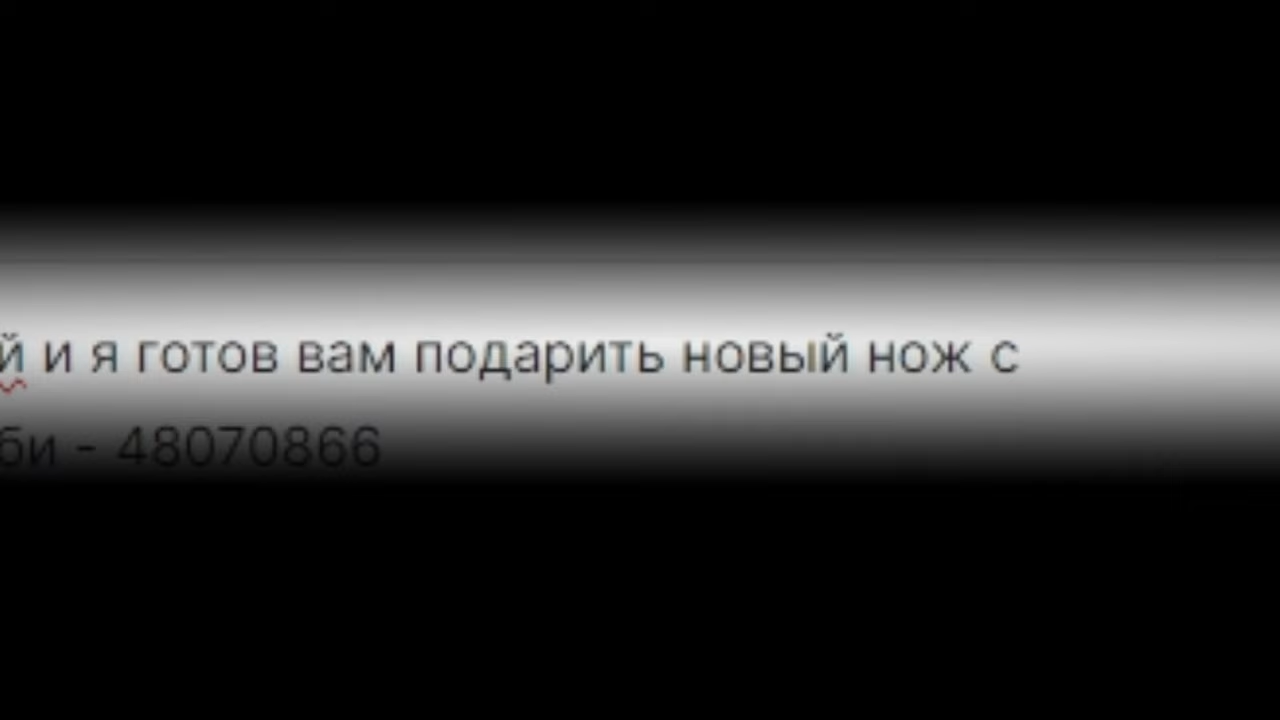 й и я готов вам подарить новый нож с
би - 48070866